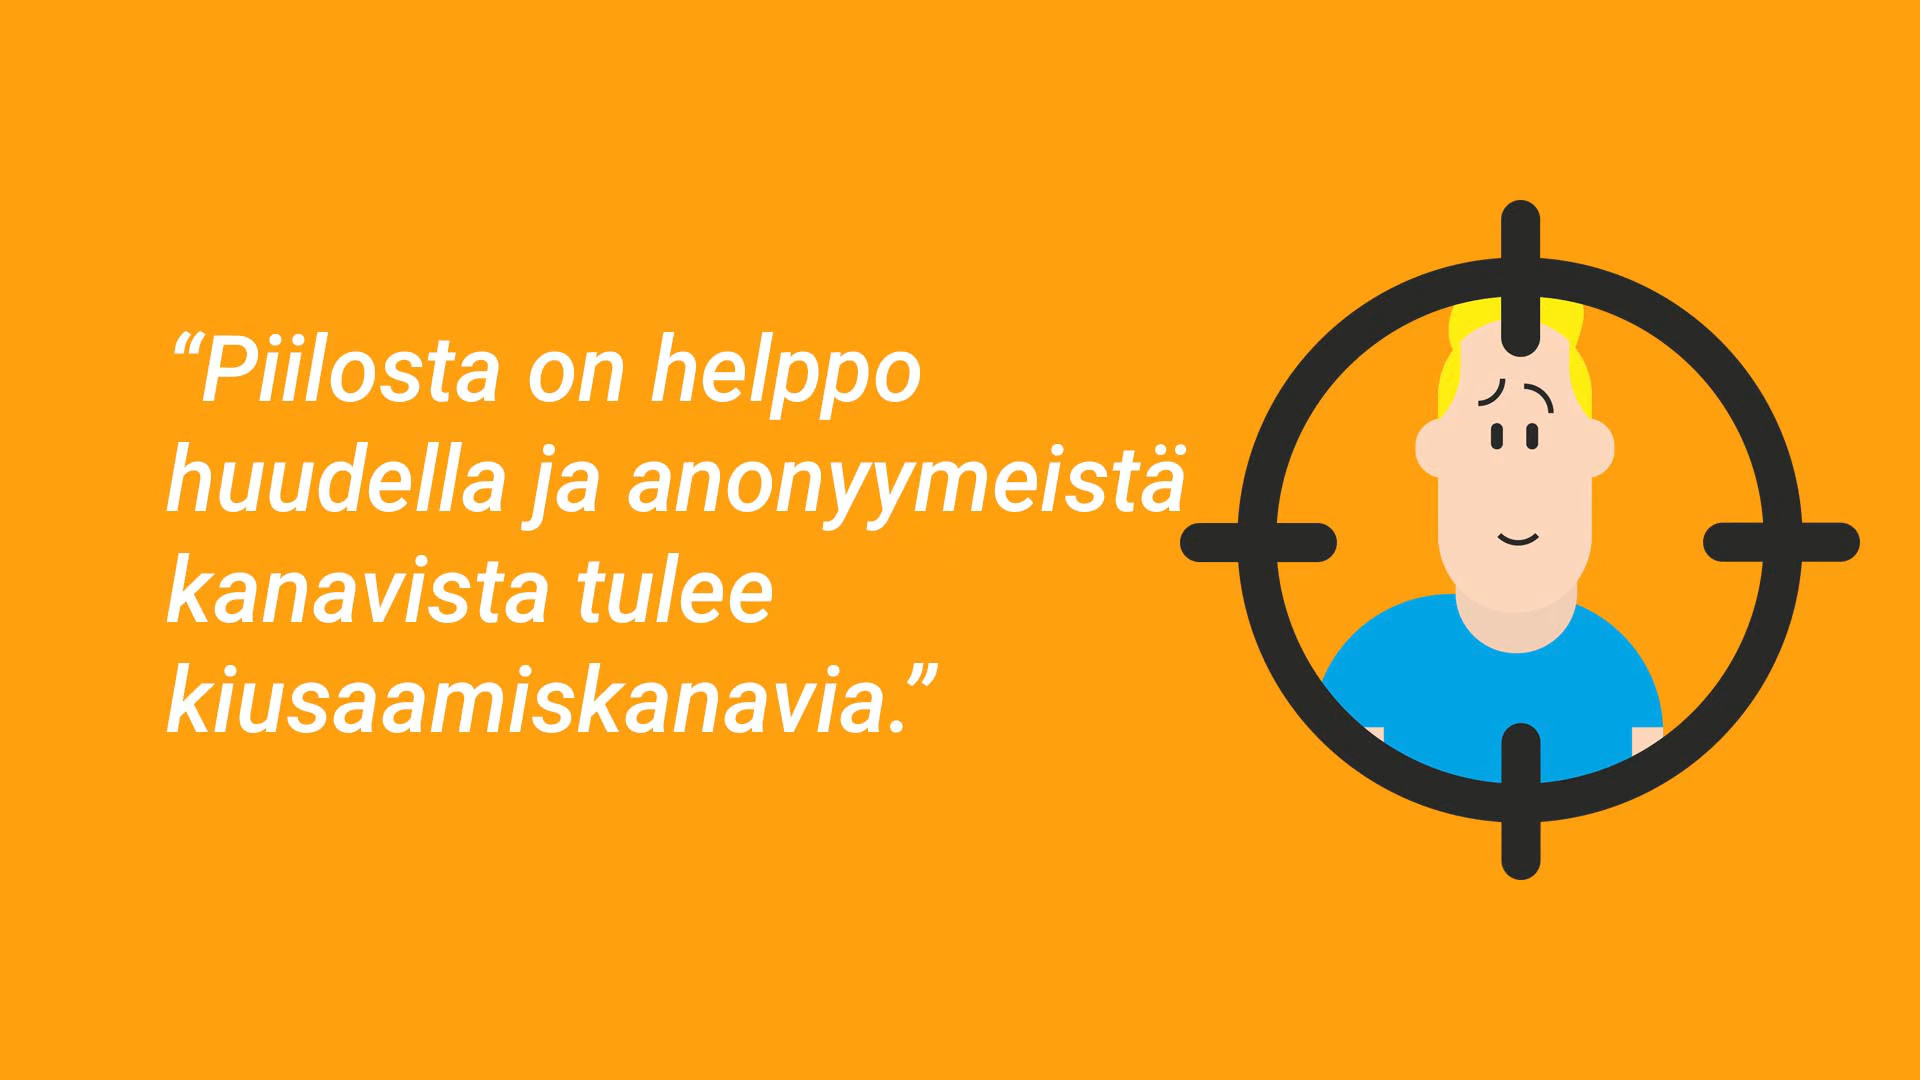 “Piilosta on helppo
huudella ja anonyymeistä
kanavista tulee
kiusaamiskanavia.”